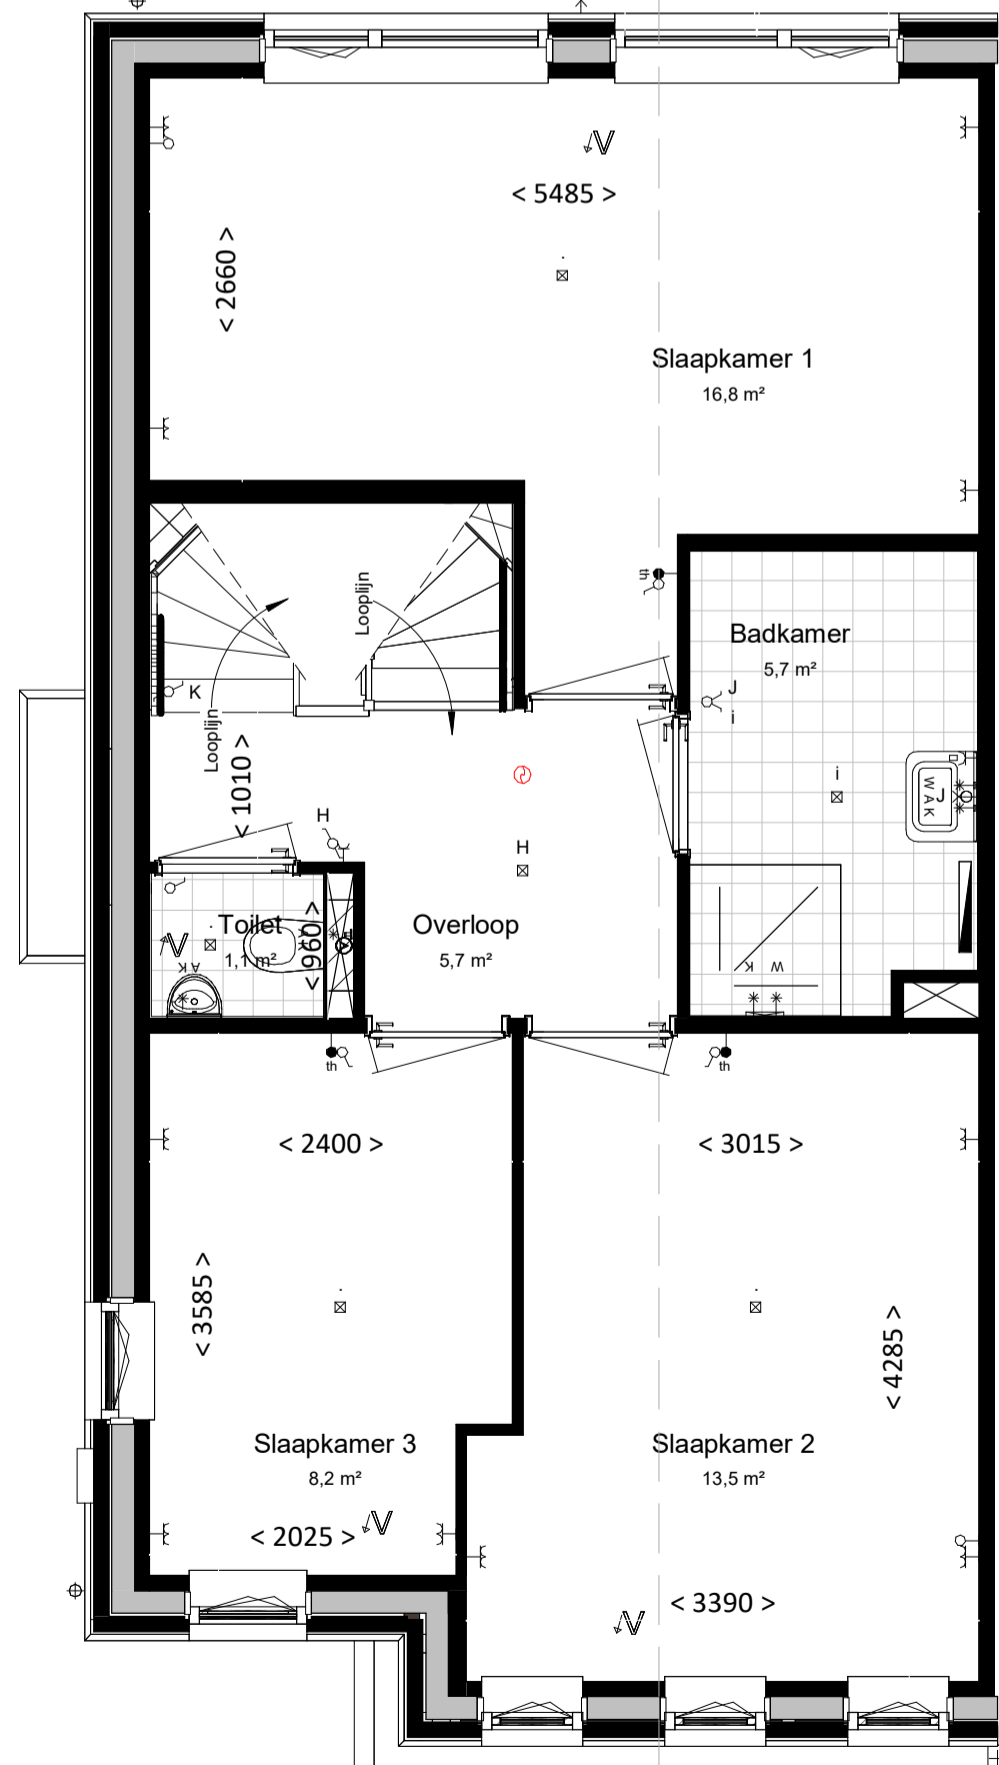 V
< 5485 >
< 2660 >
Slaapkamer 1
16,8 m²
th
Looplijn
Badkamer
5,7 m²
K
J
i
Looplijn
< 1010 >
i
W A K
J
H
H
Toilet
1,1 m²
< 960 >
V
A K
Overloop
5,7 m²
W K
th
th
< 2400 >
< 3015 >
< 3585 >
< 4285 >
Slaapkamer 3
8,2 m²
Slaapkamer 2
13,5 m²
V
< 2025 >
< 3390 >
V